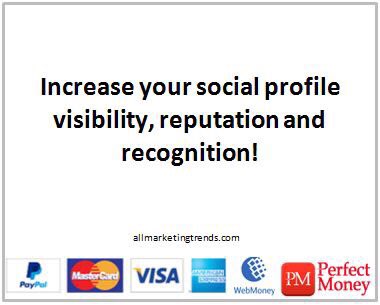 Increase your social profile
visibility, reputation and
recognition!
allmarketingtrends.com
PayPal MasterCard VISA AMERICAN EXPRESS WebMoney PM Perfect Money